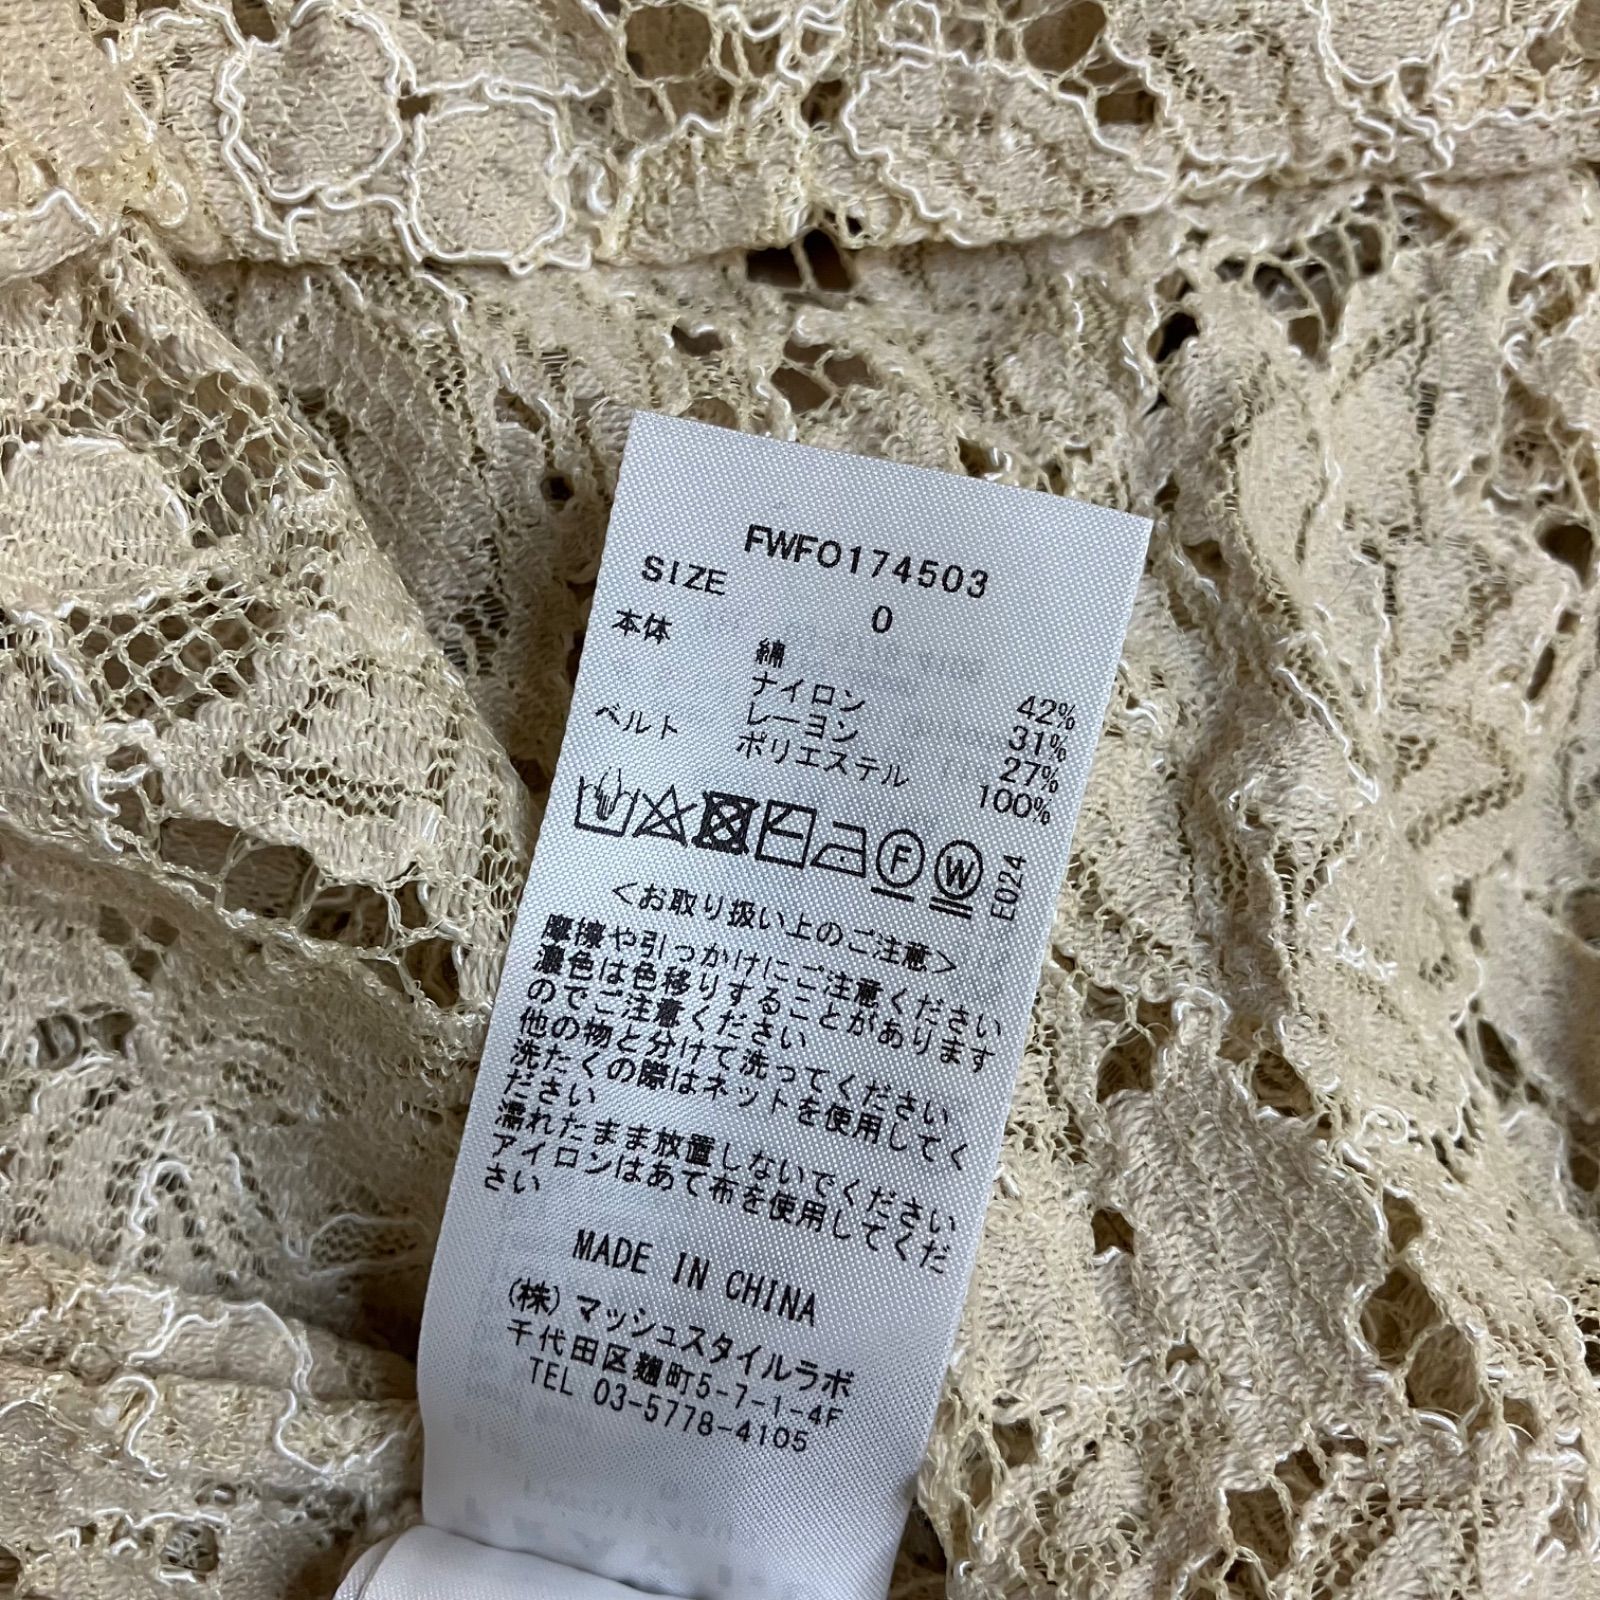 FWFO174503
SIZE 0
本体 綿 42%
ナイロン 31%
レーヨン 27%
ベルト ポリエステル 100%
F W E024
<お取り扱い上のご注意>
摩擦や引っかけにご注意ください
濃色は色移りすることがあります
のでご注意ください
他の物と分けて洗ってください
洗たくの際はネットを使用してく
ださい
濡れたまま放置しないでください
アイロンはあて布を使用してくだ
さい
MADE IN CHINA
(株)マッシュスタイルラボ
千代田区麹町5-7-1-4F
TEL 03-5778-4105